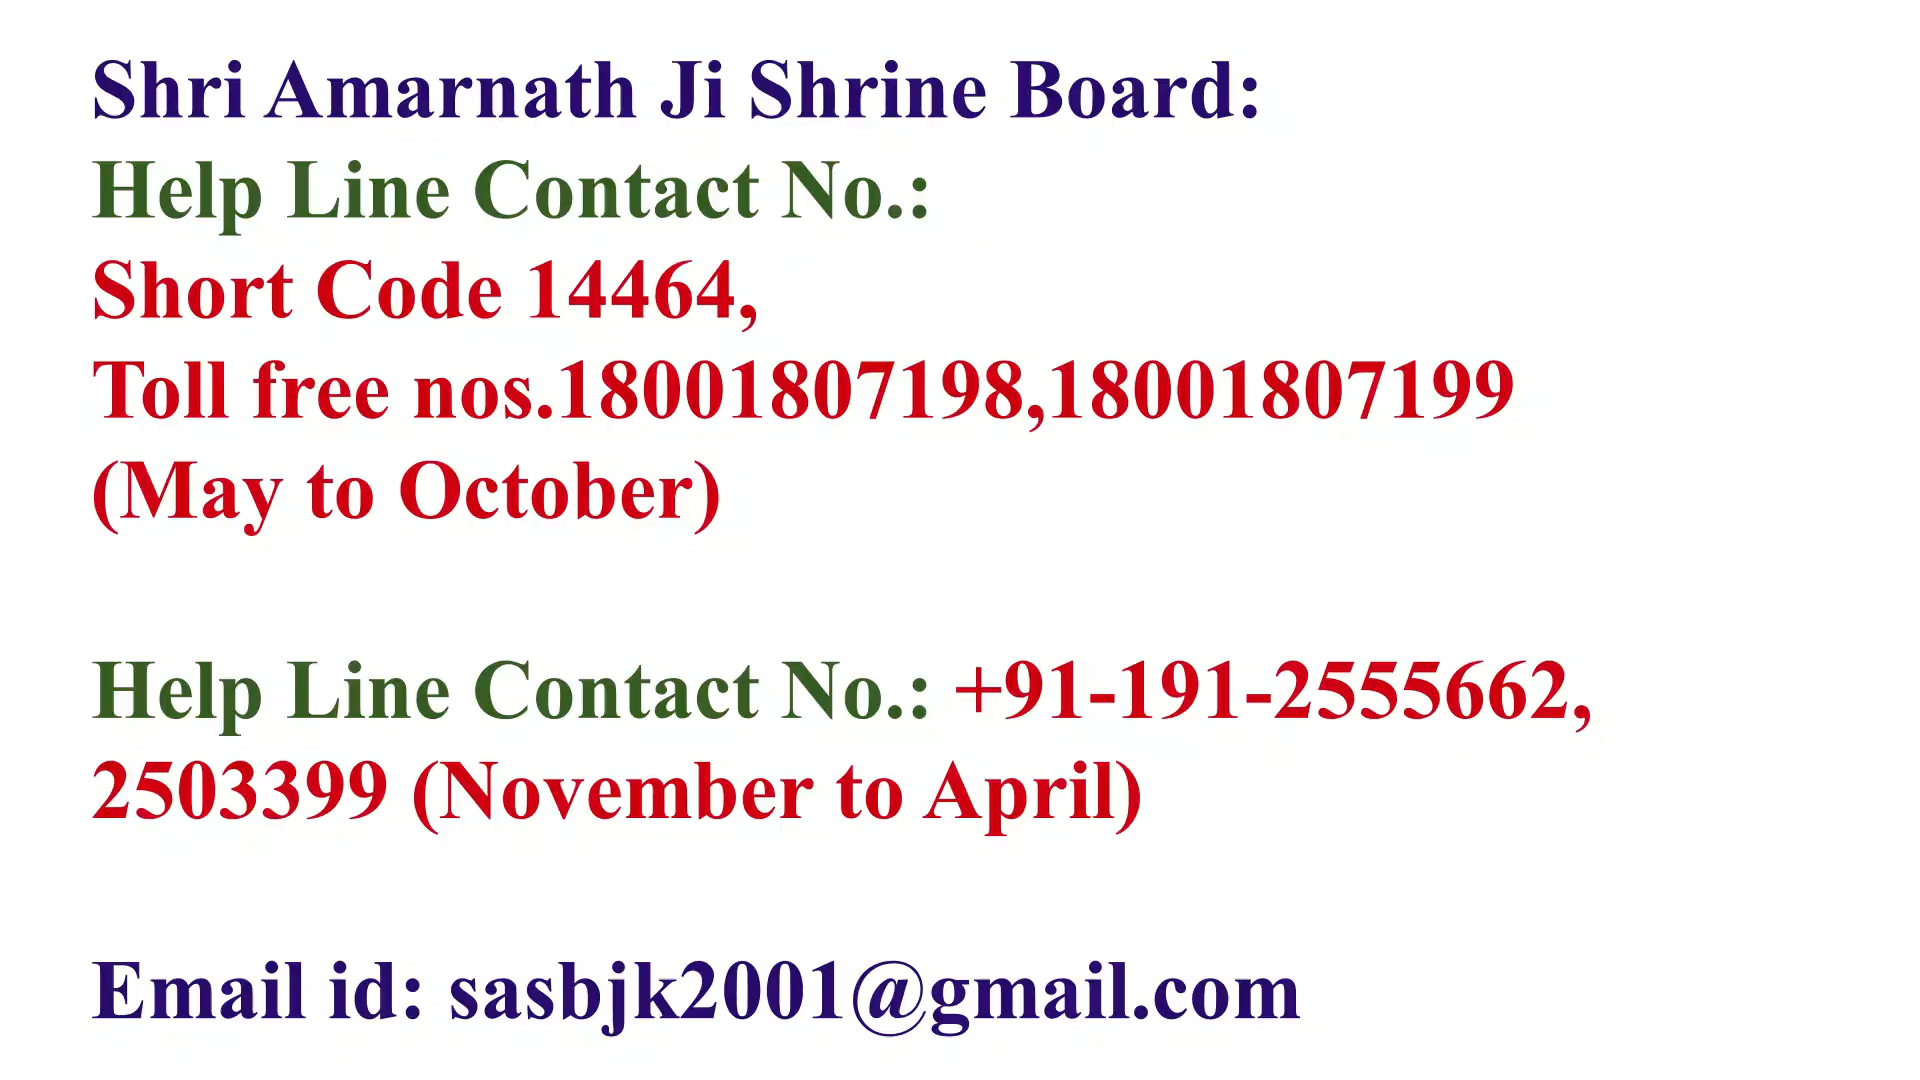 Shri Amarnath Ji Shrine Board:
Help Line Contact No.:
Short Code 14464,
Toll free nos.18001807198,18001807199
(May to October)
Help Line Contact No.: +91-191-2555662,
2503399 (November to April)
Email id: sasbjk2001@gmail.com